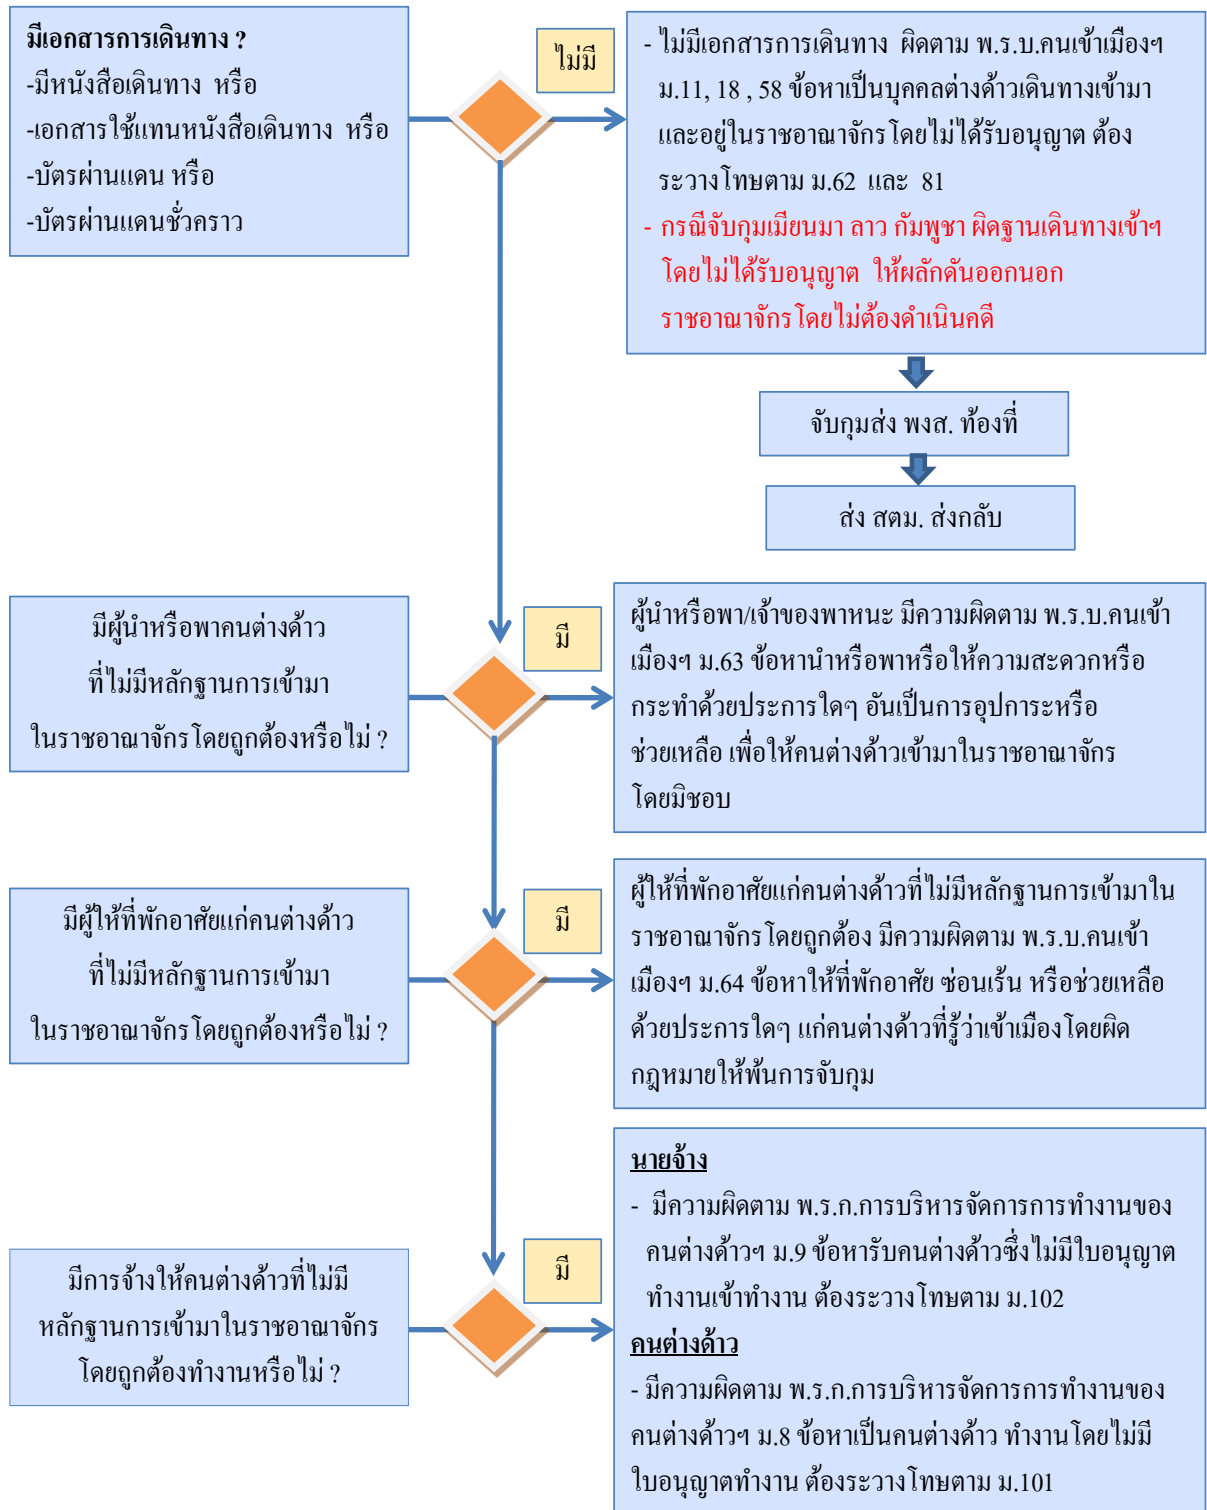 มีเอกสารการเดินทาง ?
-มีหนังสือเดินทาง หรือ
-เอกสารใช้แทนหนังสือเดินทาง หรือ
-บัตรผ่านแดน หรือ
-บัตรผ่านแดนชั่วคราว
ไม่มี
- ไม่มีเอกสารการเดินทาง ผิดตาม พ.ร.บ.คนเข้าเมืองฯ
ม.11, 18 , 58 ข้อหาเป็นบุคคลต่างด้าวเดินทางเข้ามา
และอยู่ในราชอาณาจักรโดยไม่ได้รับอนุญาต ต้อง
ระวางโทษตาม ม.62 และ 81
- กรณีจับกุมเมียนมา ลาว กัมพูชา ผิดฐานเดินทางเข้าฯ
โดยไม่ได้รับอนุญาต ให้ผลักดันออกนอก
ราชอาณาจักรโดยไม่ต้องดำเนินคดี
จับกุมส่ง พงส. ท้องที่
ส่ง สตม. ส่งกลับ
มีผู้นำหรือพาคนต่างด้าว
ที่ไม่มีหลักฐานการเข้ามา
ในราชอาณาจักรโดยถูกต้องหรือไม่ ?
มี
ผู้นำหรือพา/เจ้าของพาหนะ มีความผิดตาม พ.ร.บ.คนเข้า
เมืองฯ ม.63 ข้อหานำหรือพาหรือให้ความสะดวกหรือ
กระทำด้วยประการใดๆ อันเป็นการอุปการะหรือ
ช่วยเหลือ เพื่อให้คนต่างด้าวเข้ามาในราชอาณาจักร
โดยมิชอบ
มีผู้ให้ที่พักอาศัยแก่คนต่างด้าว
ที่ไม่มีหลักฐานการเข้ามา
ในราชอาณาจักรโดยถูกต้องหรือไม่ ?
มี
ผู้ให้ที่พักอาศัยแก่คนต่างด้าวที่ไม่มีหลักฐานการเข้ามาใน
ราชอาณาจักรโดยถูกต้อง มีความผิดตาม พ.ร.บ.คนเข้า
เมืองฯ ม.64 ข้อหาให้ที่พักอาศัย ซ่อนเร้น หรือช่วยเหลือ
ด้วยประการใดๆ แก่คนต่างด้าวที่รู้ว่าเข้าเมืองโดยผิด
กฎหมายให้พ้นการจับกุม
มีการจ้างให้คนต่างด้าวที่ไม่มี
หลักฐานการเข้ามาในราชอาณาจักร
โดยถูกต้องทำงานหรือไม่ ?
มี
นายจ้าง
- มีความผิดตาม พ.ร.ก.การบริหารจัดการการทำงานของ
คนต่างด้าวฯ ม.9 ข้อหารับคนต่างด้าวซึ่งไม่มีใบอนุญาต
ทำงานเข้าทำงาน ต้องระวางโทษตาม ม.102
คนต่างด้าว
- มีความผิดตาม พ.ร.ก.การบริหารจัดการการทำงานของ
คนต่างด้าวฯ ม.8 ข้อหาเป็นคนต่างด้าว ทำงานโดยไม่มี
ใบอนุญาตทำงาน ต้องระวางโทษตาม ม.101